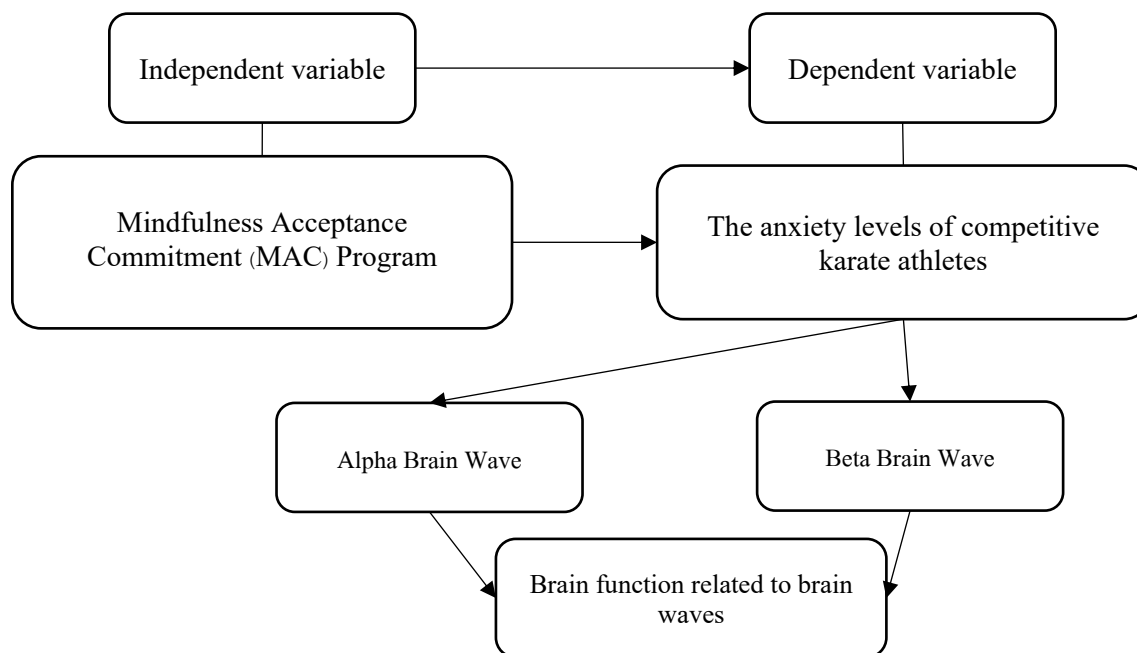 Independent variable
Dependent variable
Mindfulness Acceptance
Commitment (MAC) Program
The anxiety levels of competitive
karate athletes
Alpha Brain Wave
Beta Brain Wave
Brain function related to brain
waves